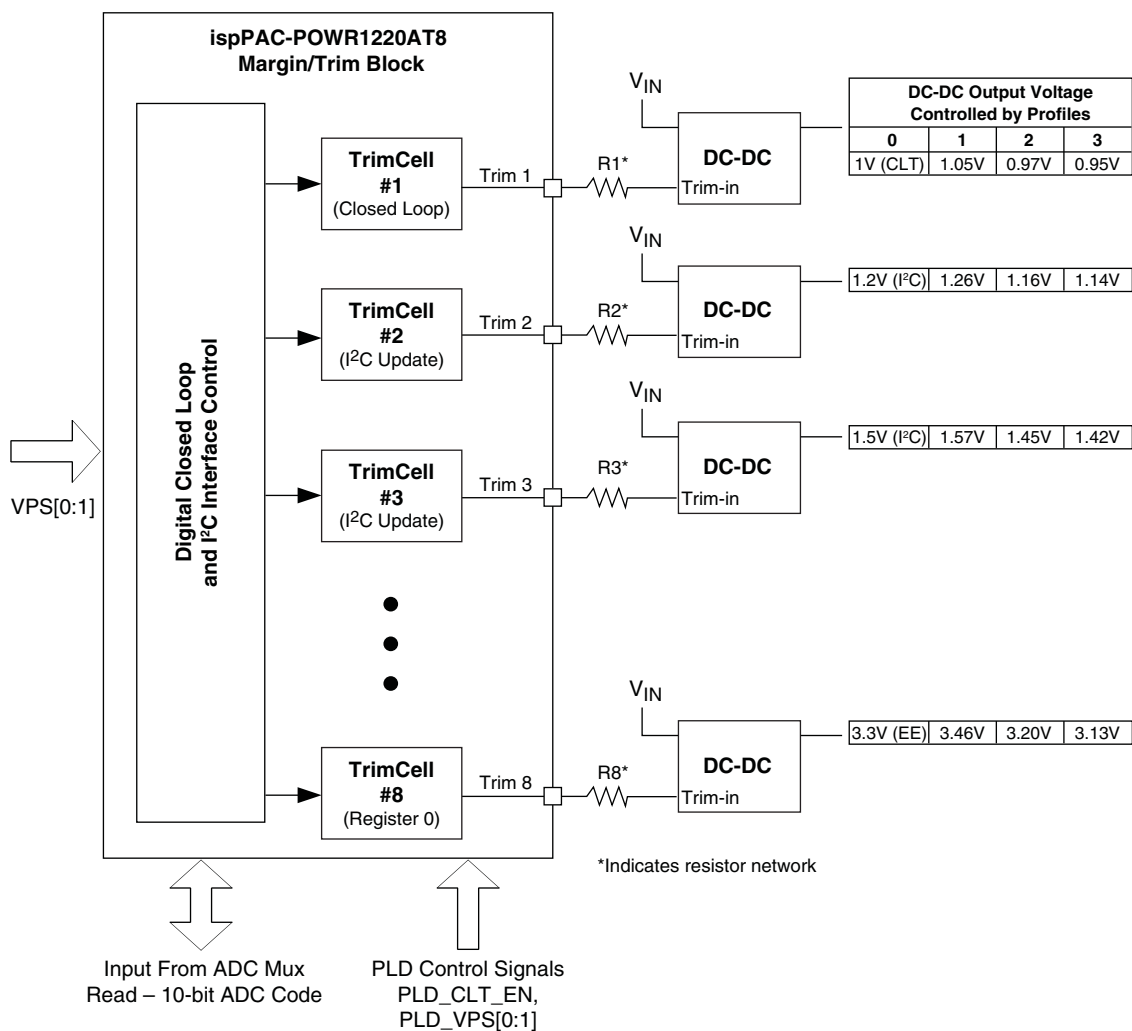 ispPAC-POWR1220AT8
Margin/Trim Block
Digital Closed Loop
and I²C Interface Control
VPS[0:1]
TrimCell
#1
(Closed Loop)
Trim 1
R1*
VIN
DC-DC
Trim-in
DC-DC Output Voltage
Controlled by Profiles
0 1 2 3
1V (CLT) 1.05V 0.97V 0.95V
TrimCell
#2
(I²C Update)
Trim 2
R2*
VIN
DC-DC
Trim-in
1.2V (I²C) 1.26V 1.16V 1.14V
TrimCell
#3
(I²C Update)
Trim 3
R3*
VIN
DC-DC
Trim-in
1.5V (I²C) 1.57V 1.45V 1.42V
TrimCell
#8
(Register 0)
Trim 8
R8*
VIN
DC-DC
Trim-in
3.3V (EE) 3.46V 3.20V 3.13V
*Indicates resistor network
Input From ADC Mux
Read – 10-bit ADC Code
PLD Control Signals
PLD_CLT_EN,
PLD_VPS[0:1]